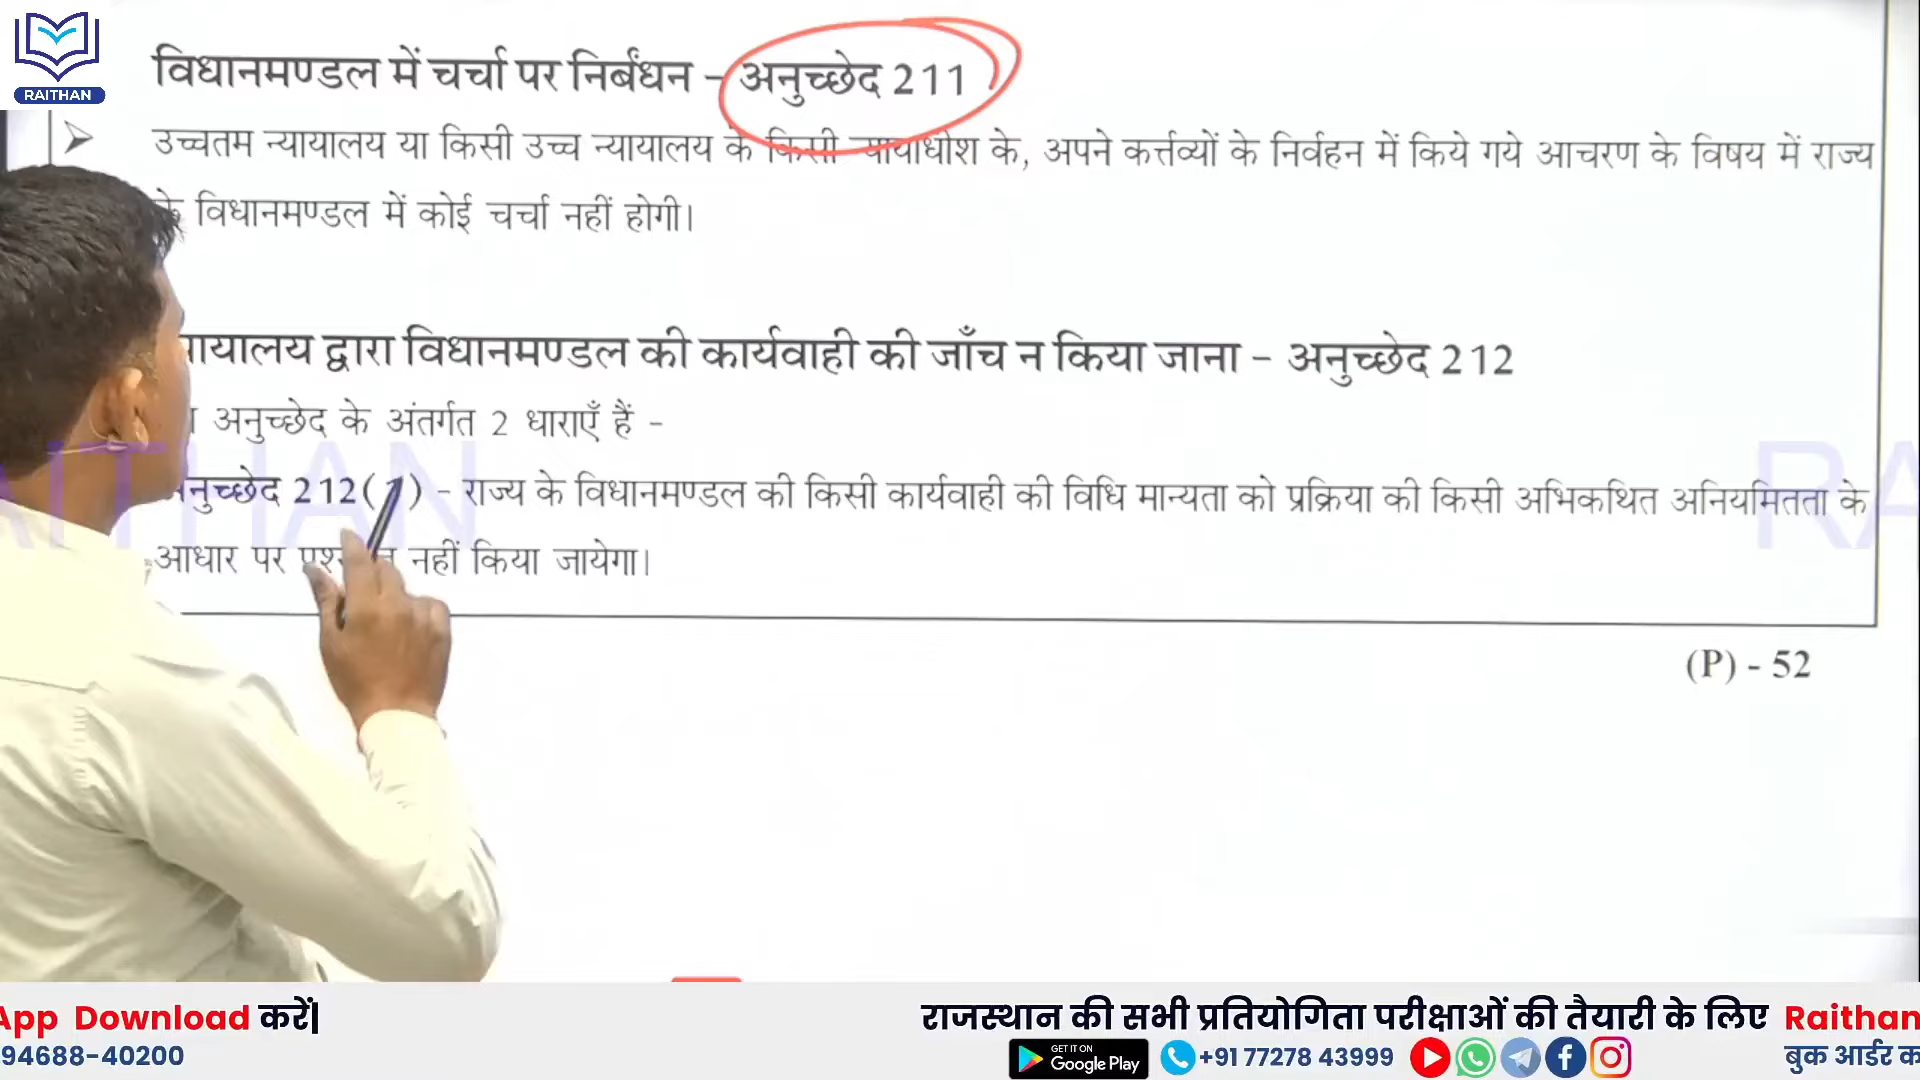 RAITHAN
विधानमण्डल में चर्चा पर निर्बंधन – अनुच्छेद 211
उच्चतम न्यायालय या किसी उच्च न्यायालय के किसी के, अपने कर्त्तव्यों के निर्वहन में किये गये आचरण के विषय में राज्य
के विधानमण्डल में कोई चर्चा नहीं होगी।
द्वारा विधानमण्डल की कार्यवाही की जाँच न किया जाना – अनुच्छेद 212
अनुच्छेद के अंतर्गत 2 धाराएँ हैं –
212( ) – राज्य के विधानमण्डल की किसी कार्यवाही की विधि मान्यता को प्रक्रिया की किसी अभिकथित अनियमितता के
आधार पर नहीं किया जायेगा।
(P) - 52
App Download करें|
94688-40200
राजस्थान की सभी प्रतियोगिता परीक्षाओं की तैयारी के लिए Raithan
GET IT ON
Google Play
+91 77278 43999
बुक आर्डर